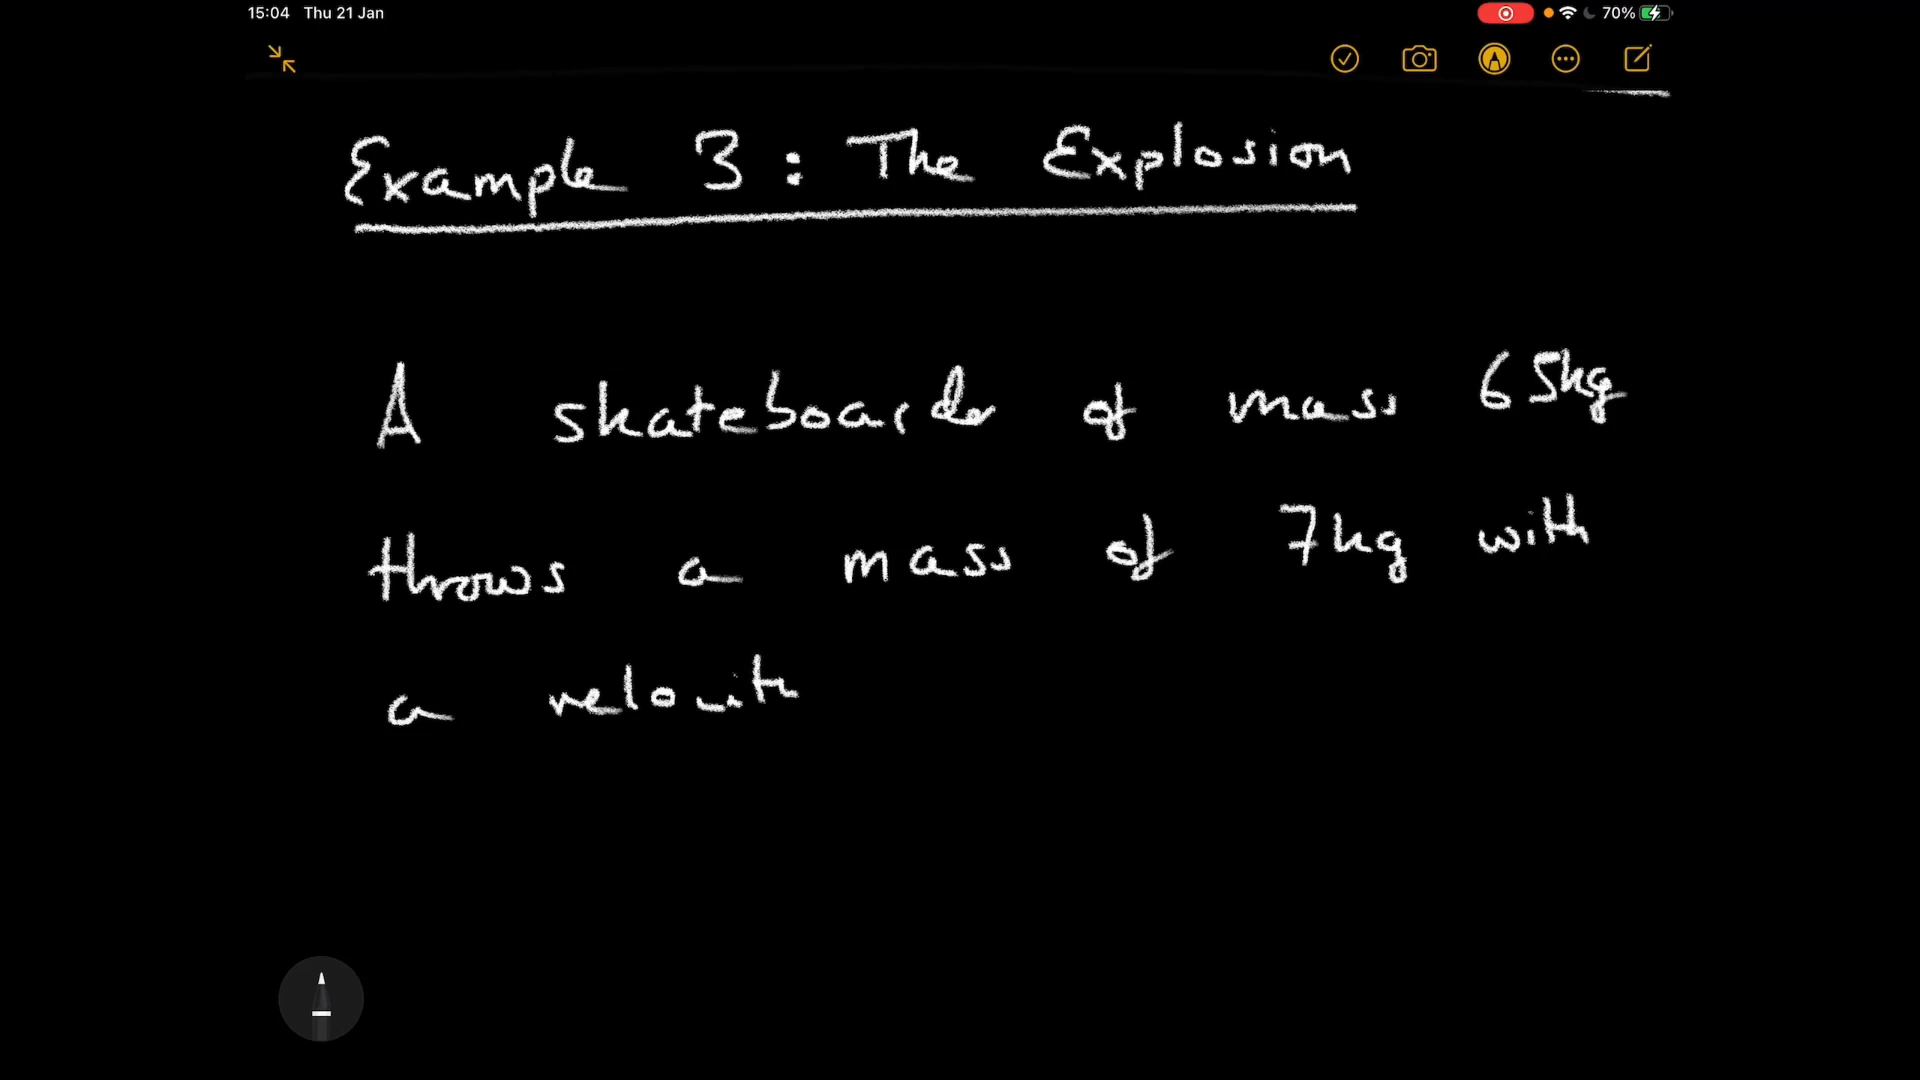 15:04 Thu 21 Jan 70%
Example 3: The Explosion
A skateboarder of mass 65kg
throws a mass of 7kg with
a velocit